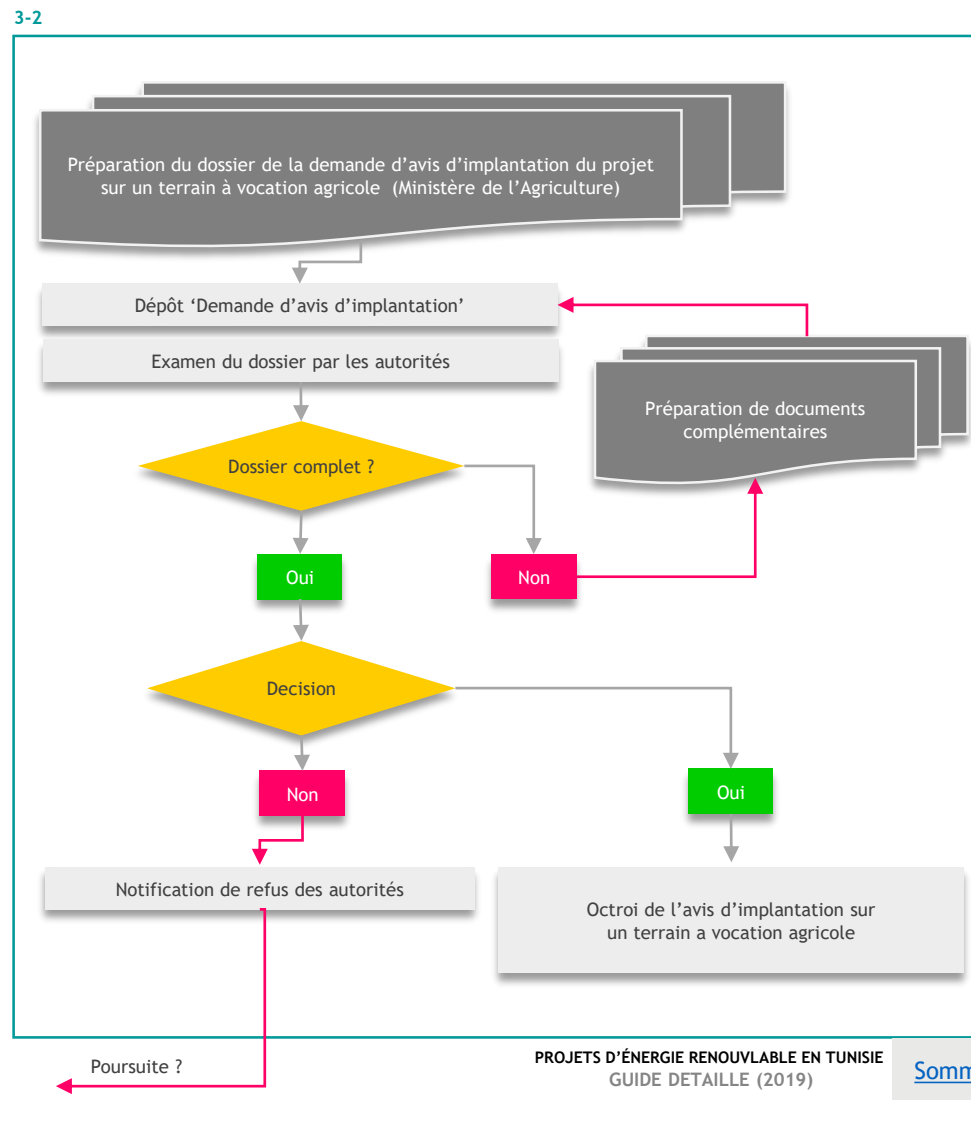 3-2
Préparation du dossier de la demande d’avis d’implantation du projet
sur un terrain à vocation agricole (Ministère de l’Agriculture)
Dépôt ‘Demande d’avis d’implantation’
Examen du dossier par les autorités
Préparation de documents
complémentaires
Dossier complet ?
Oui
Non
Decision
Non
Oui
Notification de refus des autorités
Octroi de l’avis d’implantation sur
un terrain a vocation agricole
Poursuite ?
PROJETS D’ÉNERGIE RENOUVLABLE EN TUNISIE
GUIDE DETAILLE (2019)